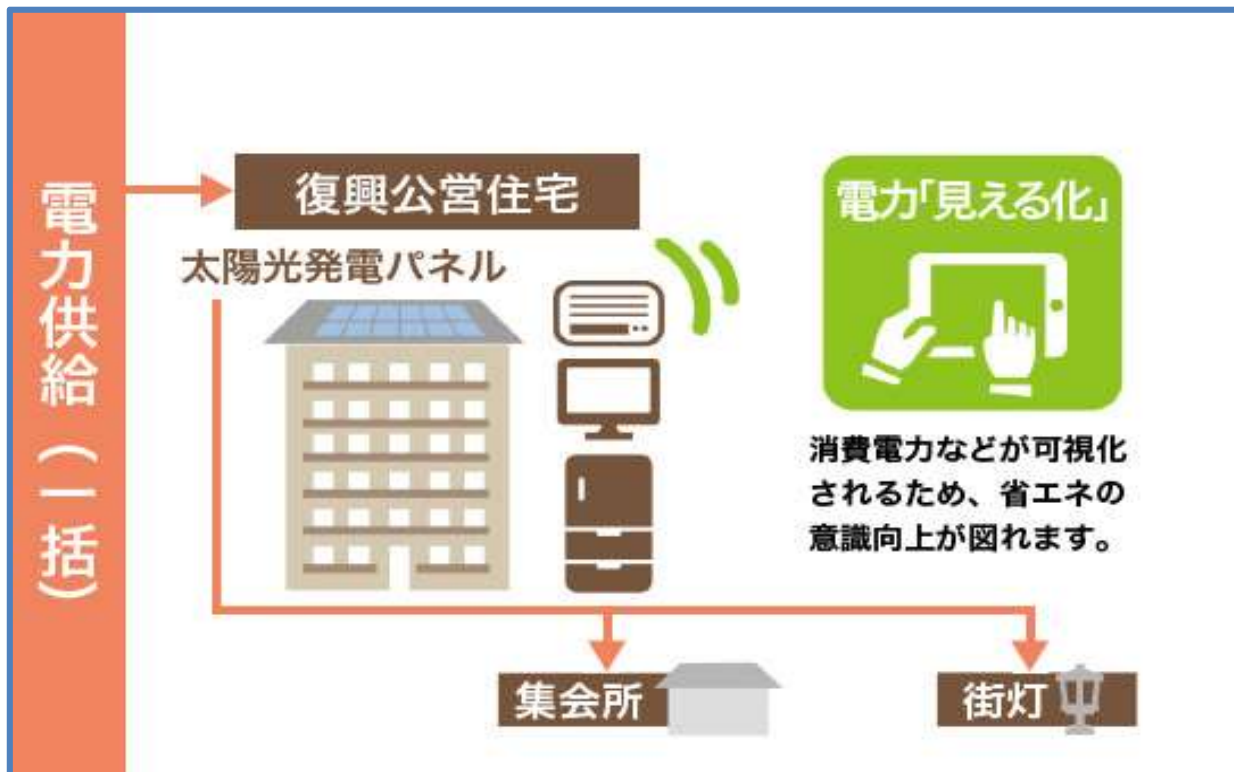 電力供給（一括）
復興公営住宅
太陽光発電パネル
電力「見える化」
消費電力などが可視化
されるため、省エネの
意識向上が図れます。
集会所
街灯